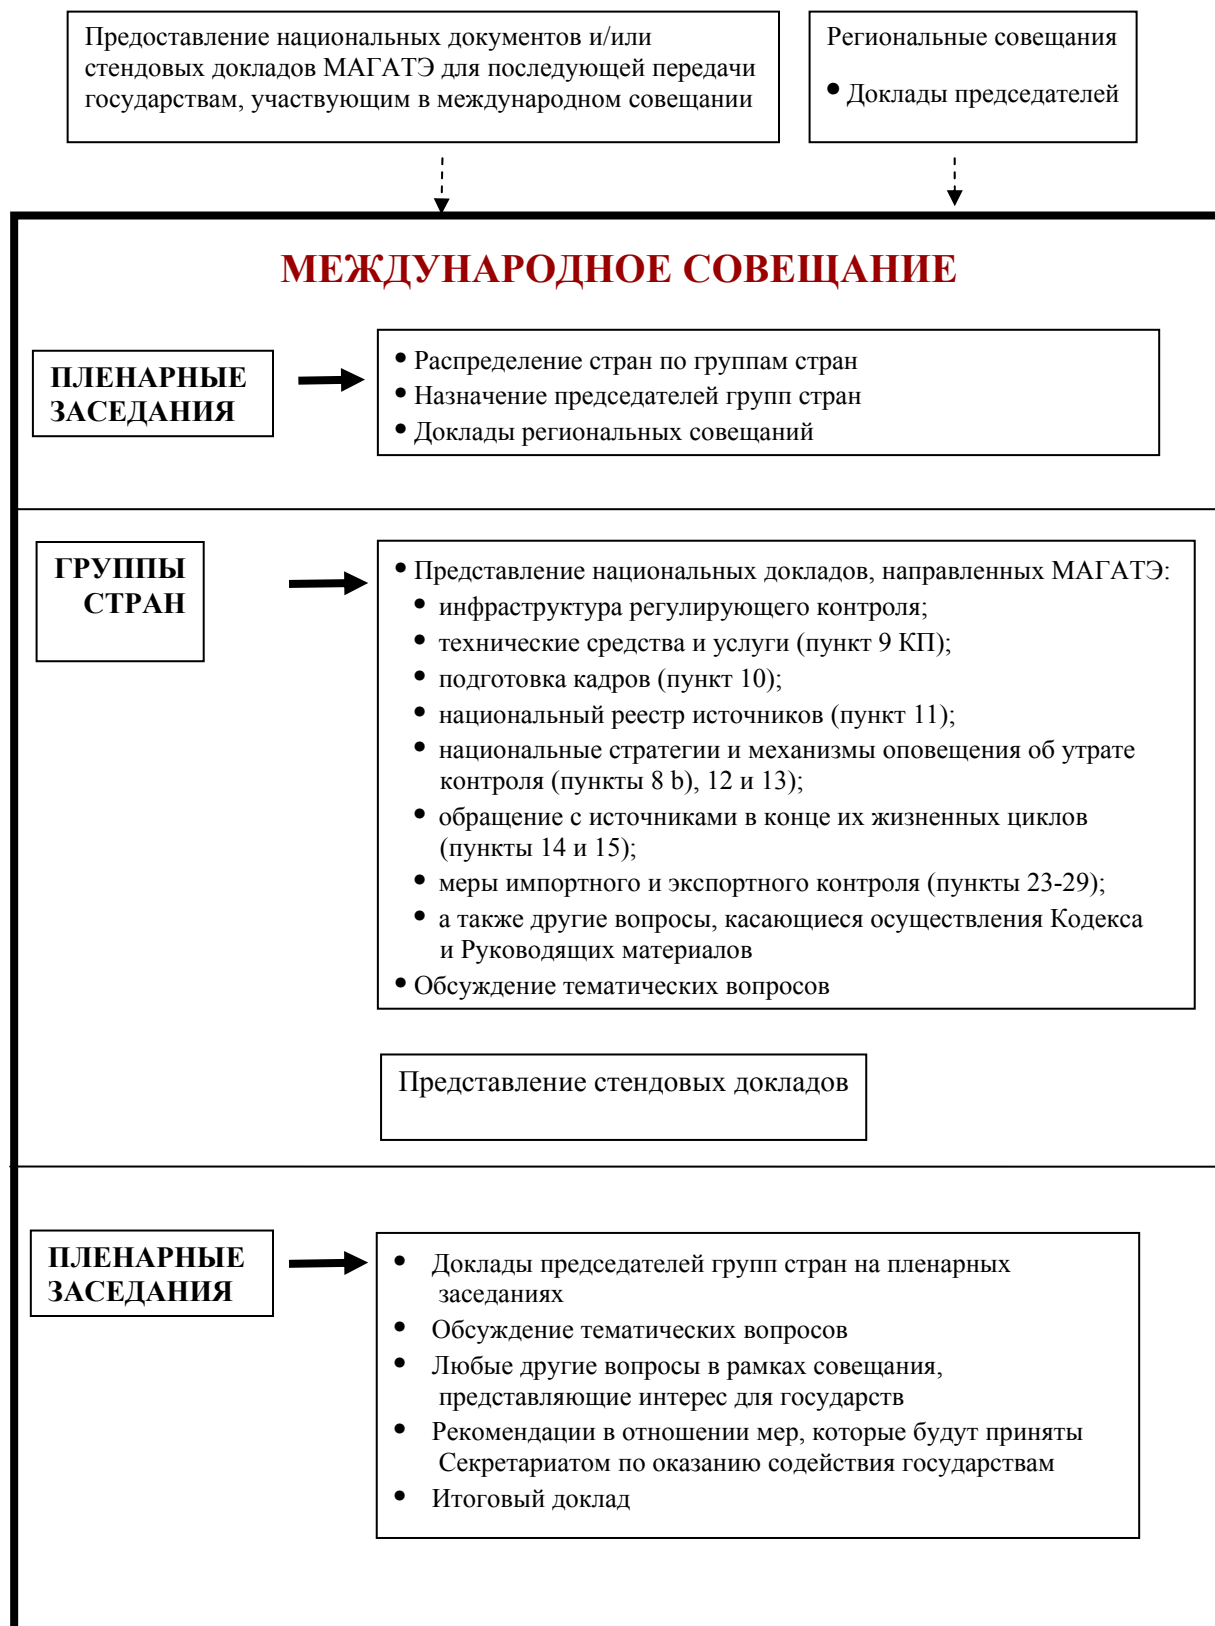 Предоставление национальных документов и/или
стендовых докладов МАГАТЭ для последующей передачи
государствам, участвующим в международном совещании
Региональные совещания
• Доклады председателей
МЕЖДУНАРОДНОЕ СОВЕЩАНИЕ
ПЛЕНАРНЫЕ
ЗАСЕДАНИЯ
• Распределение стран по группам стран
• Назначение председателей групп стран
• Доклады региональных совещаний
ГРУППЫ
СТРАН
• Представление национальных докладов, направленных МАГАТЭ:
• инфраструктура регулирующего контроля;
• технические средства и услуги (пункт 9 КП);
• подготовка кадров (пункт 10);
• национальный реестр источников (пункт 11);
• национальные стратегии и механизмы оповещения об утрате
контроля (пункты 8 b), 12 и 13);
• обращение с источниками в конце их жизненных циклов
(пункты 14 и 15);
• меры импортного и экспортного контроля (пункты 23-29);
• а также другие вопросы, касающиеся осуществления Кодекса
и Руководящих материалов
• Обсуждение тематических вопросов
Представление стендовых докладов
ПЛЕНАРНЫЕ
ЗАСЕДАНИЯ
• Доклады председателей групп стран на пленарных
заседаниях
• Обсуждение тематических вопросов
• Любые другие вопросы в рамках совещания,
представляющие интерес для государств
• Рекомендации в отношении мер, которые будут приняты
Секретариатом по оказанию содействия государствам
• Итоговый доклад